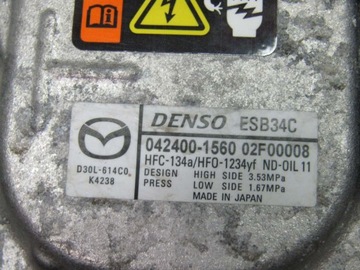 DENSO ESB34C
042400-1560 02F00008
HFC-134a/HFO-1234yf ND-OIL 11
D30L-614C0
K4238
DESIGN HIGH SIDE 3.53MPa
PRESS LOW SIDE 1.67MPa
MADE IN JAPAN